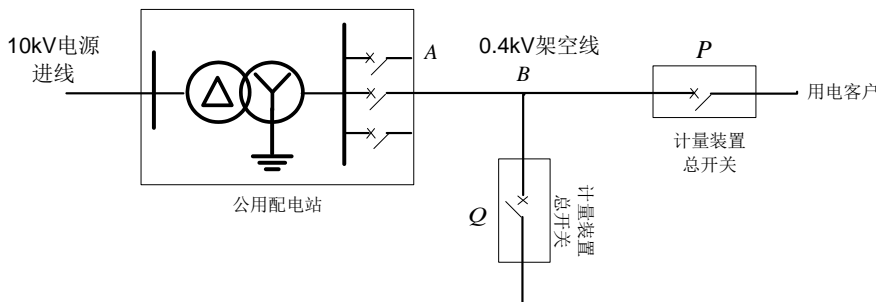 10kV电源
进线
A
0.4kV架空线
B
P
用电客户
计量装置
总开关
公用配电站
Q
计量装置
总开关